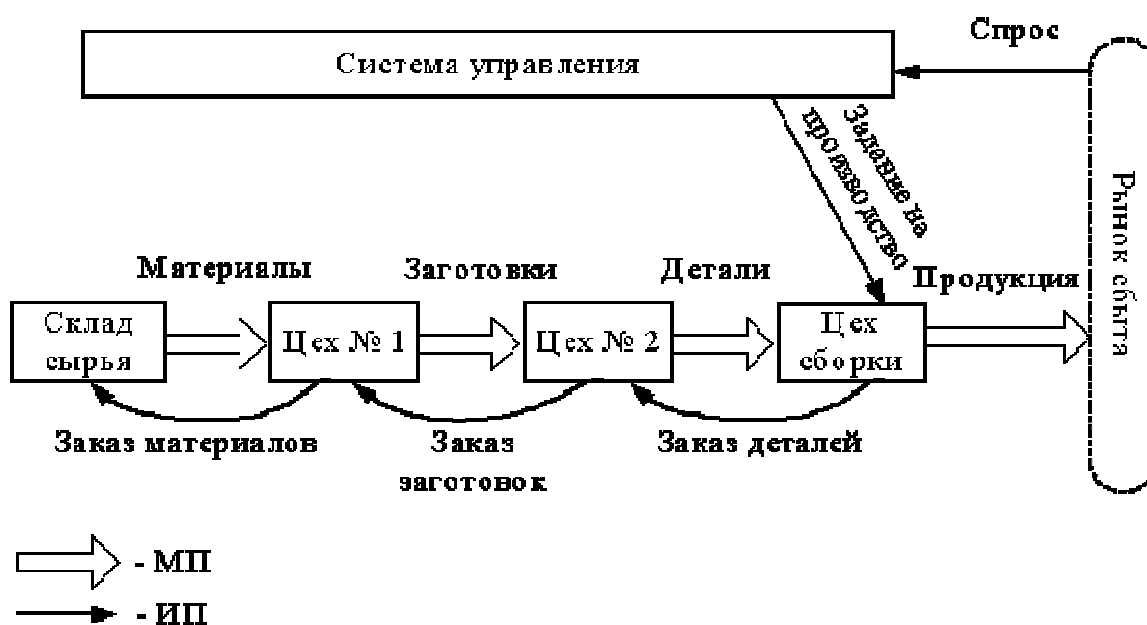 Спрос
Система управления
Задание на
производство
Рынок сбыта
Материалы
Заготовки
Детали
Продукция
Склад
сырья
Цех № 1
Цех № 2
Цех
сборки
Заказ материалов
Заказ
заготовок
Заказ деталей
- МП
- ИП